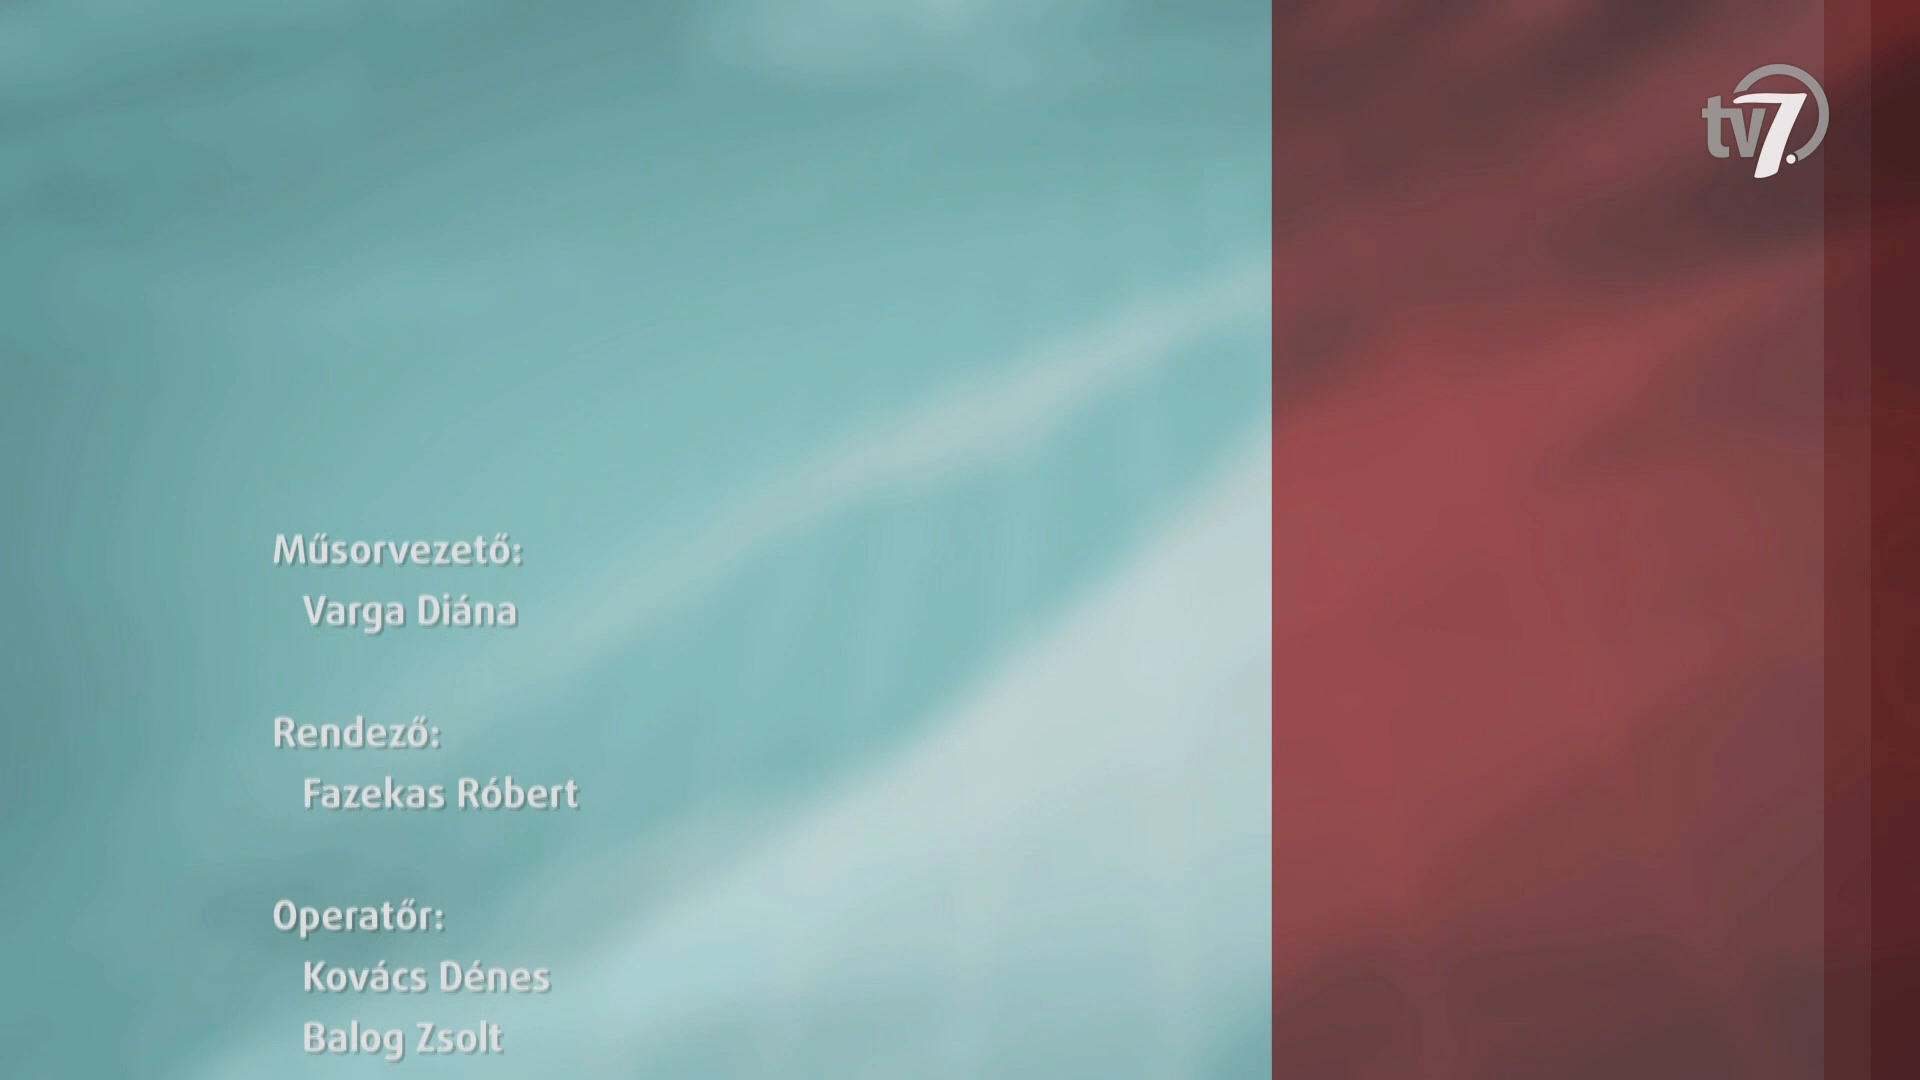 tv7.
Műsorvezető:
Varga Diána
Rendező:
Fazekas Róbert
Operatőr:
Kovács Dénes
Balog Zsolt